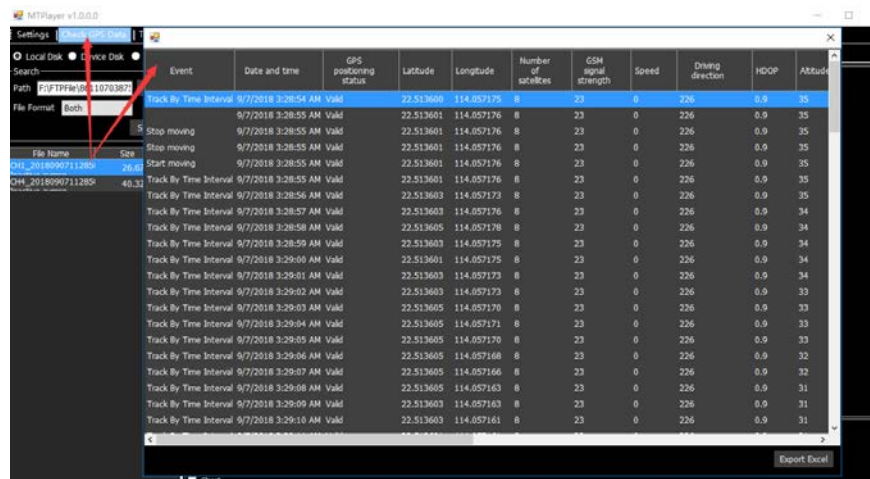 MTPlayer v1.0.0.0
Settings Check GPS Data
Local Disk Device Disk
Search
Path F:\FTPFile\8611070387
File Format Both
File Name Size
CH1_20180907112858 26.67
CH4_20180907112858 40.32
Event Date and time GPS positioning status Latitude Longitude Number of satellites GSM signal strength Speed Driving direction HDOP Altitude
Track By Time Interval 9/7/2018 3:28:54 AM Valid 22.513600 114.057175 8 23 0 226 0.9 35
9/7/2018 3:28:55 AM Valid 22.513601 114.057176 8 23 0 226 0.9 35
Stop moving 9/7/2018 3:28:55 AM Valid 22.513601 114.057176 8 23 0 226 0.9 35
Stop moving 9/7/2018 3:28:55 AM Valid 22.513601 114.057176 8 23 0 226 0.9 35
Start moving 9/7/2018 3:28:55 AM Valid 22.513601 114.057176 8 23 0 226 0.9 35
Track By Time Interval 9/7/2018 3:28:55 AM Valid 22.513601 114.057176 8 23 0 226 0.9 35
Track By Time Interval 9/7/2018 3:28:56 AM Valid 22.513603 114.057173 8 23 0 226 0.9 35
Track By Time Interval 9/7/2018 3:28:57 AM Valid 22.513603 114.057176 8 23 0 226 0.9 34
Track By Time Interval 9/7/2018 3:28:58 AM Valid 22.513605 114.057178 8 23 0 226 0.9 34
Track By Time Interval 9/7/2018 3:28:59 AM Valid 22.513603 114.057175 8 23 0 226 0.9 34
Track By Time Interval 9/7/2018 3:29:00 AM Valid 22.513601 114.057175 8 23 0 226 0.9 34
Track By Time Interval 9/7/2018 3:29:01 AM Valid 22.513603 114.057173 8 23 0 226 0.9 34
Track By Time Interval 9/7/2018 3:29:02 AM Valid 22.513603 114.057173 8 23 0 226 0.9 33
Track By Time Interval 9/7/2018 3:29:03 AM Valid 22.513605 114.057170 8 23 0 226 0.9 33
Track By Time Interval 9/7/2018 3:29:04 AM Valid 22.513605 114.057171 8 23 0 226 0.9 33
Track By Time Interval 9/7/2018 3:29:05 AM Valid 22.513605 114.057170 8 23 0 226 0.9 33
Track By Time Interval 9/7/2018 3:29:06 AM Valid 22.513605 114.057168 8 23 0 226 0.9 32
Track By Time Interval 9/7/2018 3:29:07 AM Valid 22.513605 114.057166 8 23 0 226 0.9 32
Track By Time Interval 9/7/2018 3:29:08 AM Valid 22.513605 114.057163 8 23 0 226 0.9 31
Track By Time Interval 9/7/2018 3:29:09 AM Valid 22.513603 114.057163 8 23 0 226 0.9 31
Track By Time Interval 9/7/2018 3:29:10 AM Valid 22.513603 114.057161 8 23 0 226 0.9 31
Export Excel